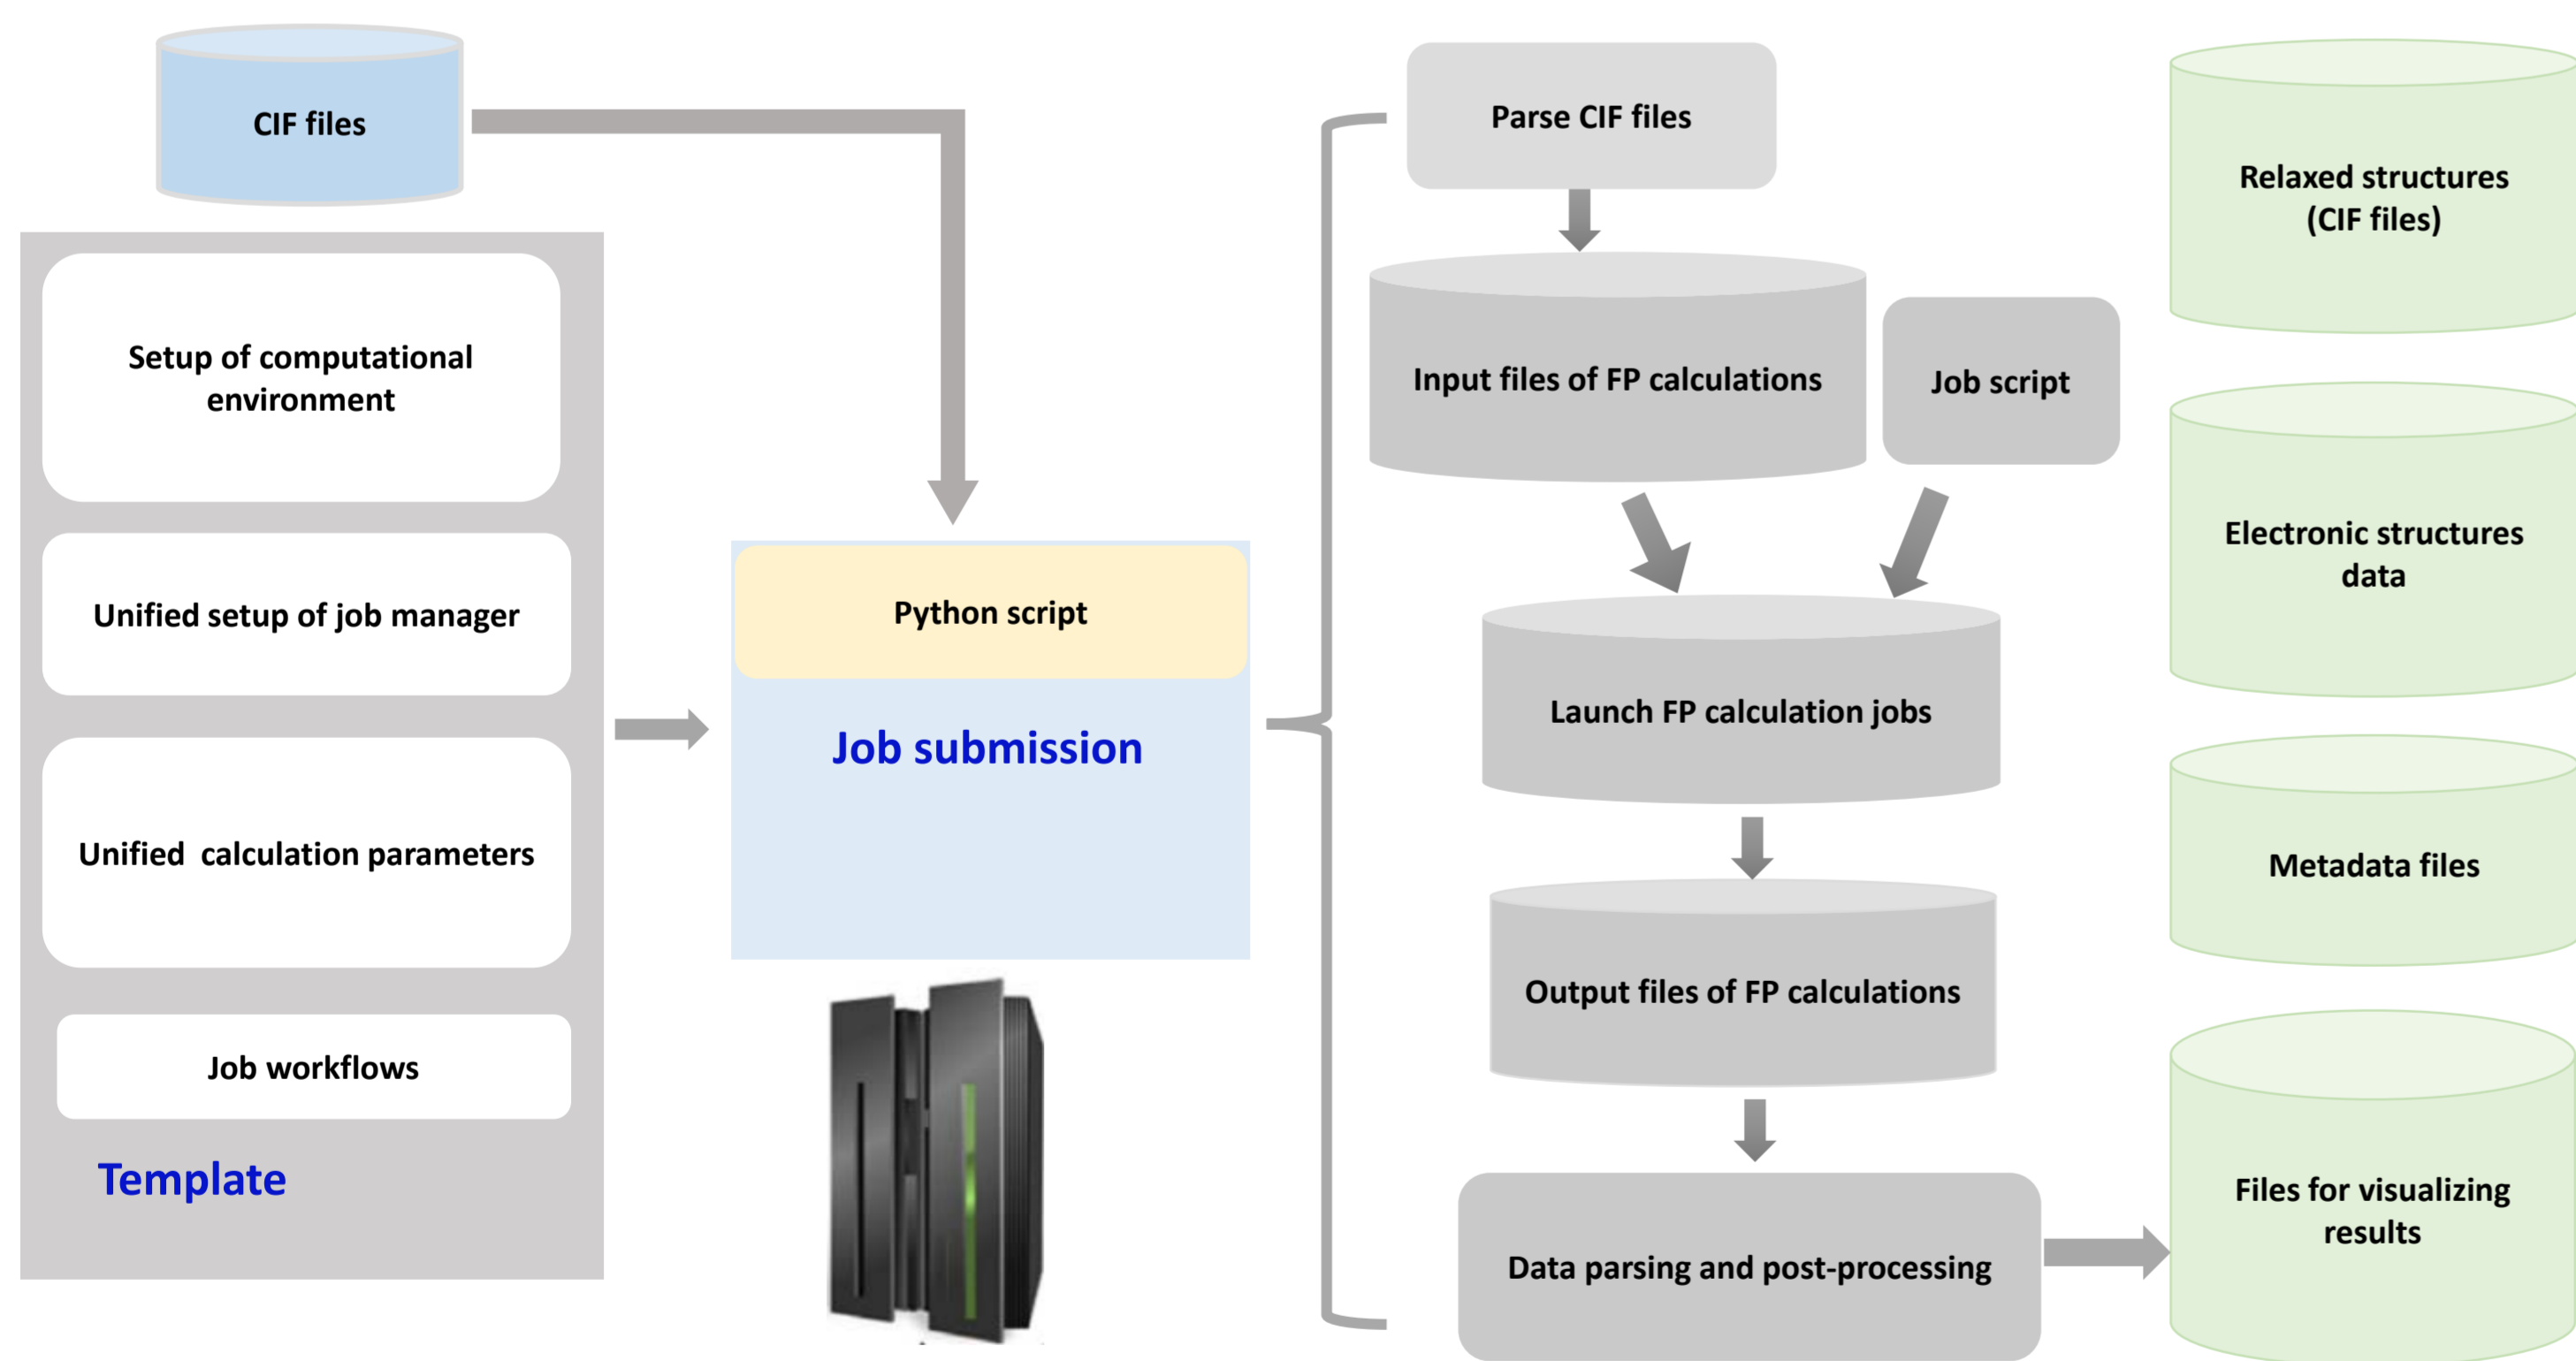 CIF files
Setup of computational
environment
Unified setup of job manager
Unified calculation parameters
Job workflows
Template
Python script
Job submission
Parse CIF files
Input files of FP calculations
Job script
Launch FP calculation jobs
Output files of FP calculations
Data parsing and post-processing
Relaxed structures
(CIF files)
Electronic structures
data
Metadata files
Files for visualizing
results